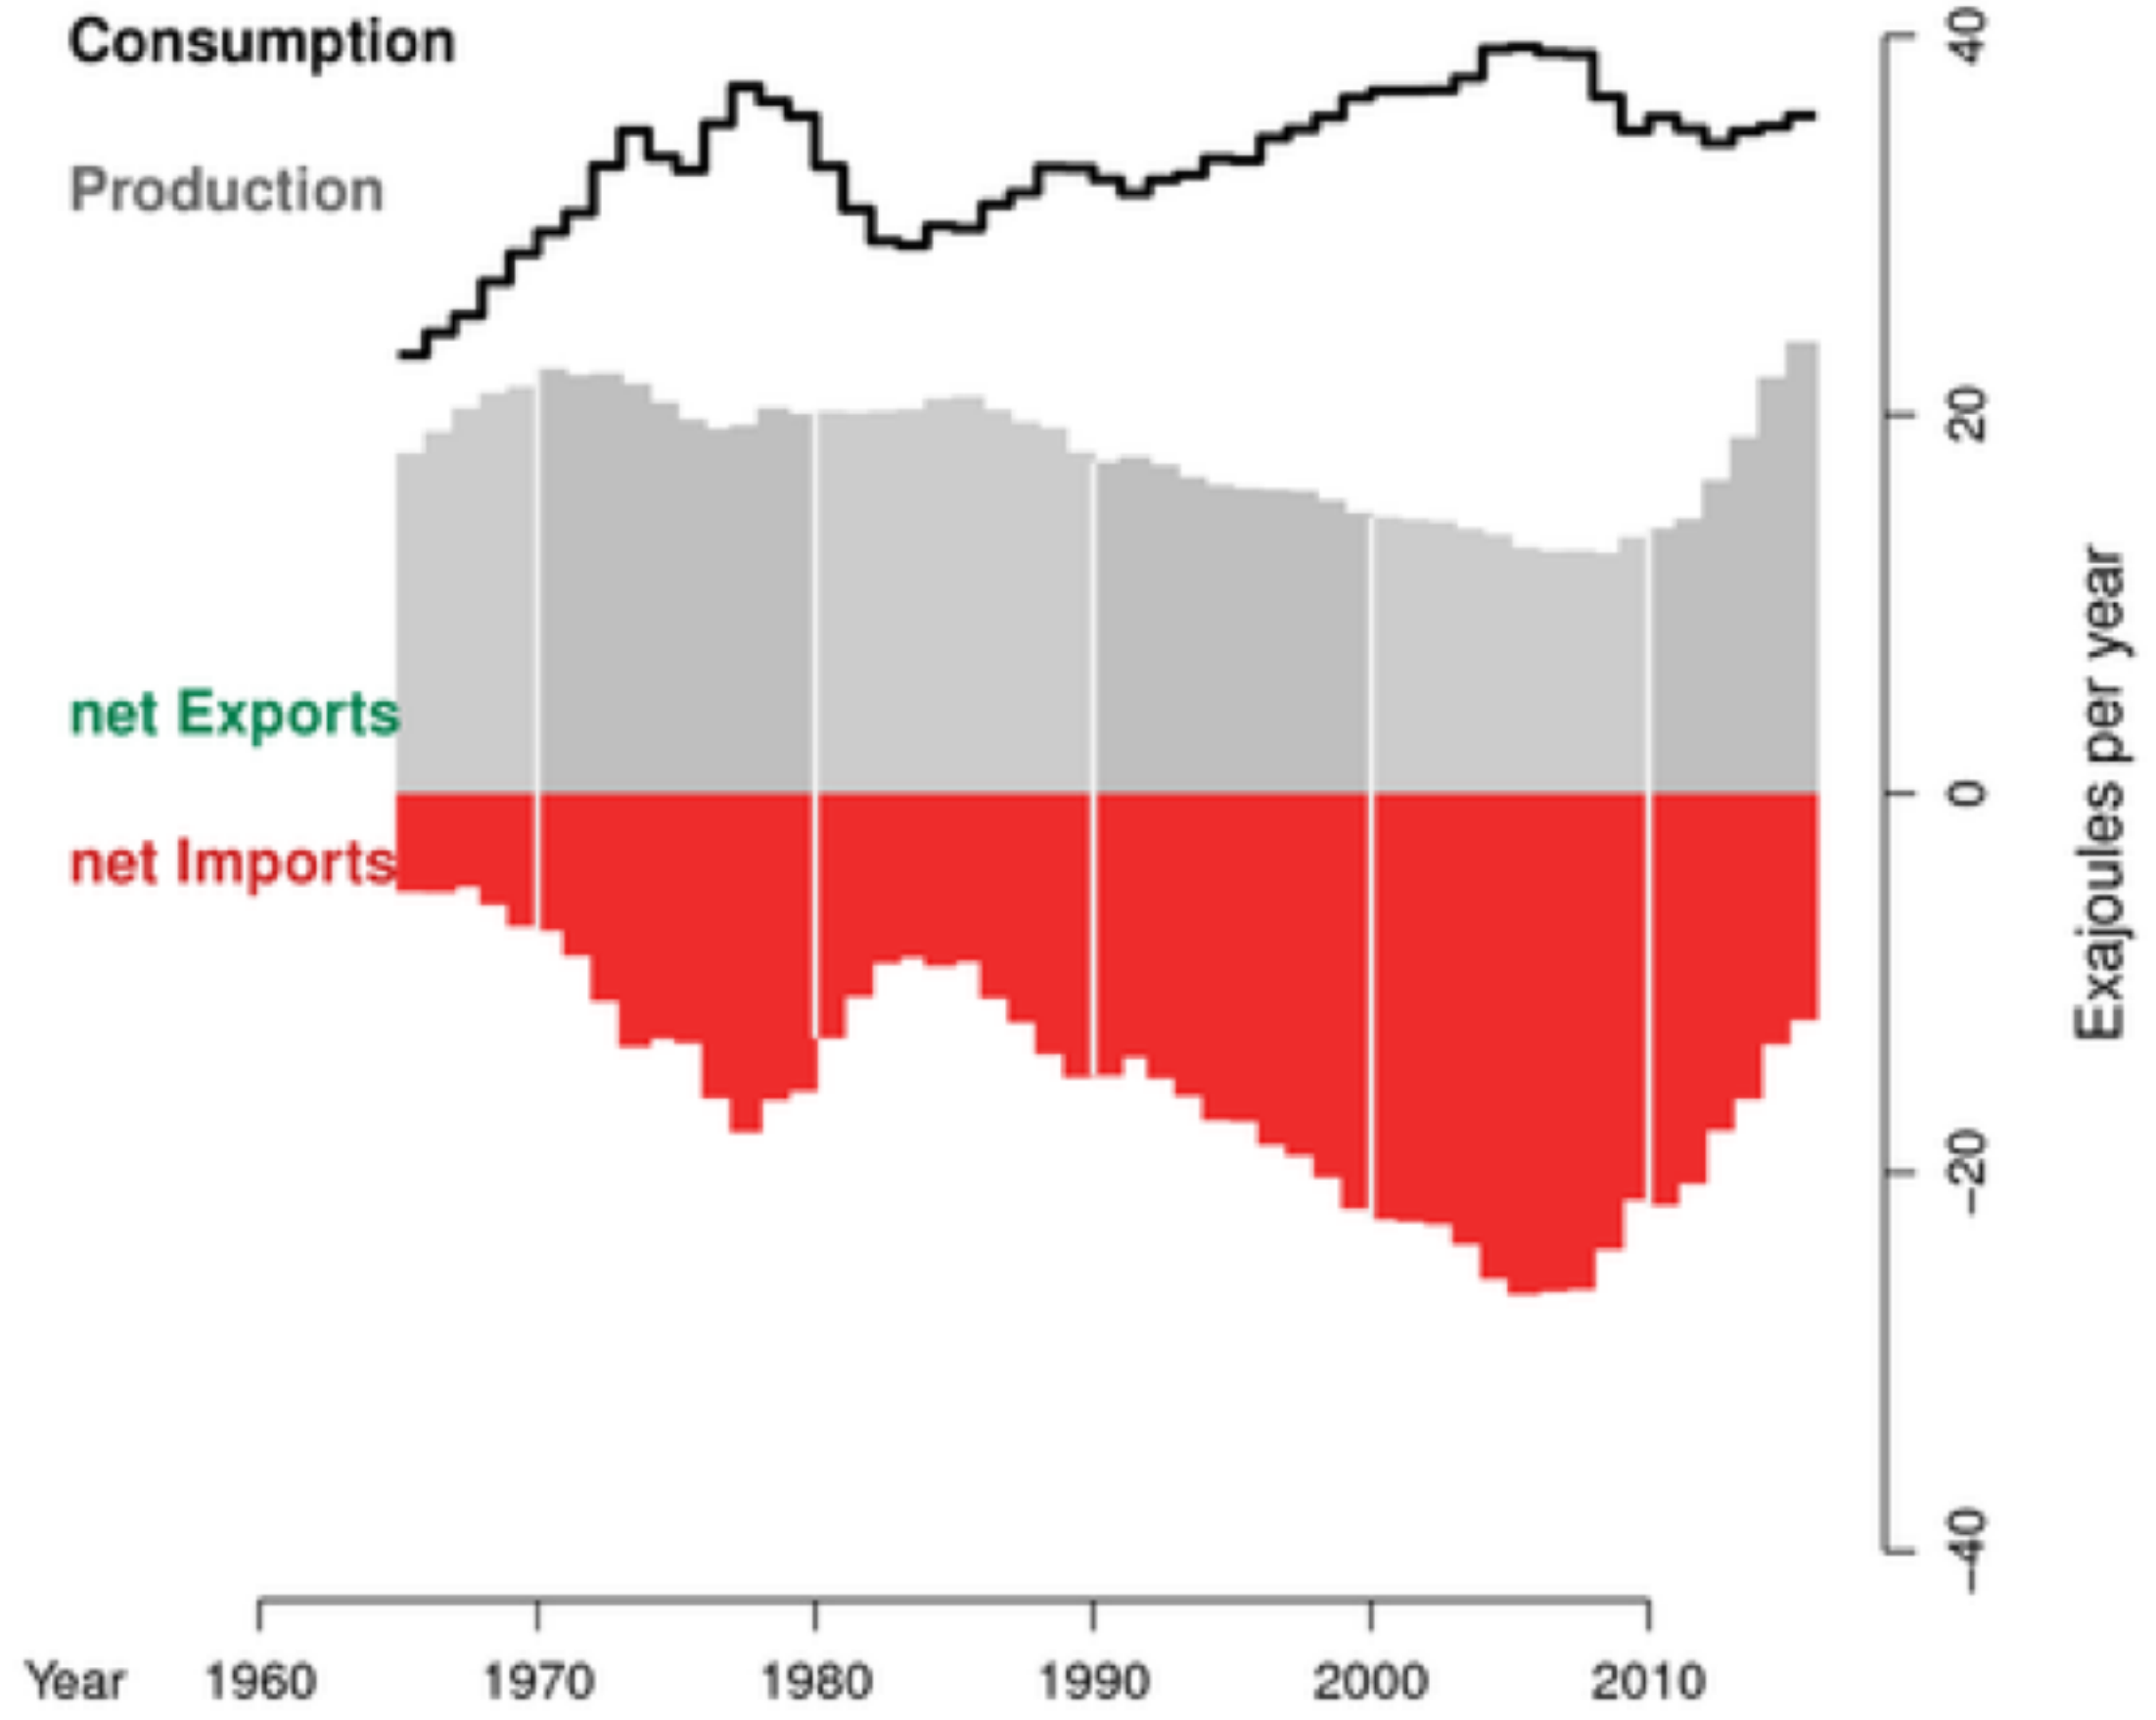 Consumption
Production
net Exports
net Imports
40
20
0
−20
−40
Exajoules per year
Year 1960 1970 1980 1990 2000 2010